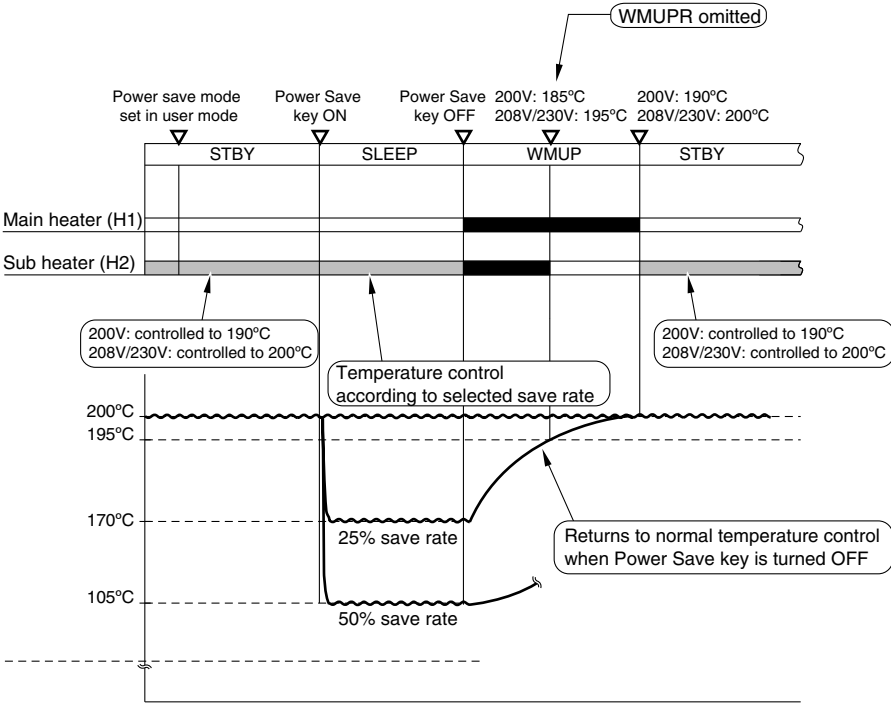 WMUPR omitted
Power save mode
set in user mode
Power Save
key ON
Power Save
key OFF
200V: 185ºC
208V/230V: 195ºC
200V: 190ºC
208V/230V: 200ºC
STBY
SLEEP
WMUP
STBY
Main heater (H1)
Sub heater (H2)
200V: controlled to 190ºC
208V/230V: controlled to 200ºC
Temperature control
according to selected save rate
200V: controlled to 190ºC
208V/230V: controlled to 200ºC
200ºC
195ºC
170ºC
25% save rate
Returns to normal temperature control
when Power Save key is turned OFF
105ºC
50% save rate